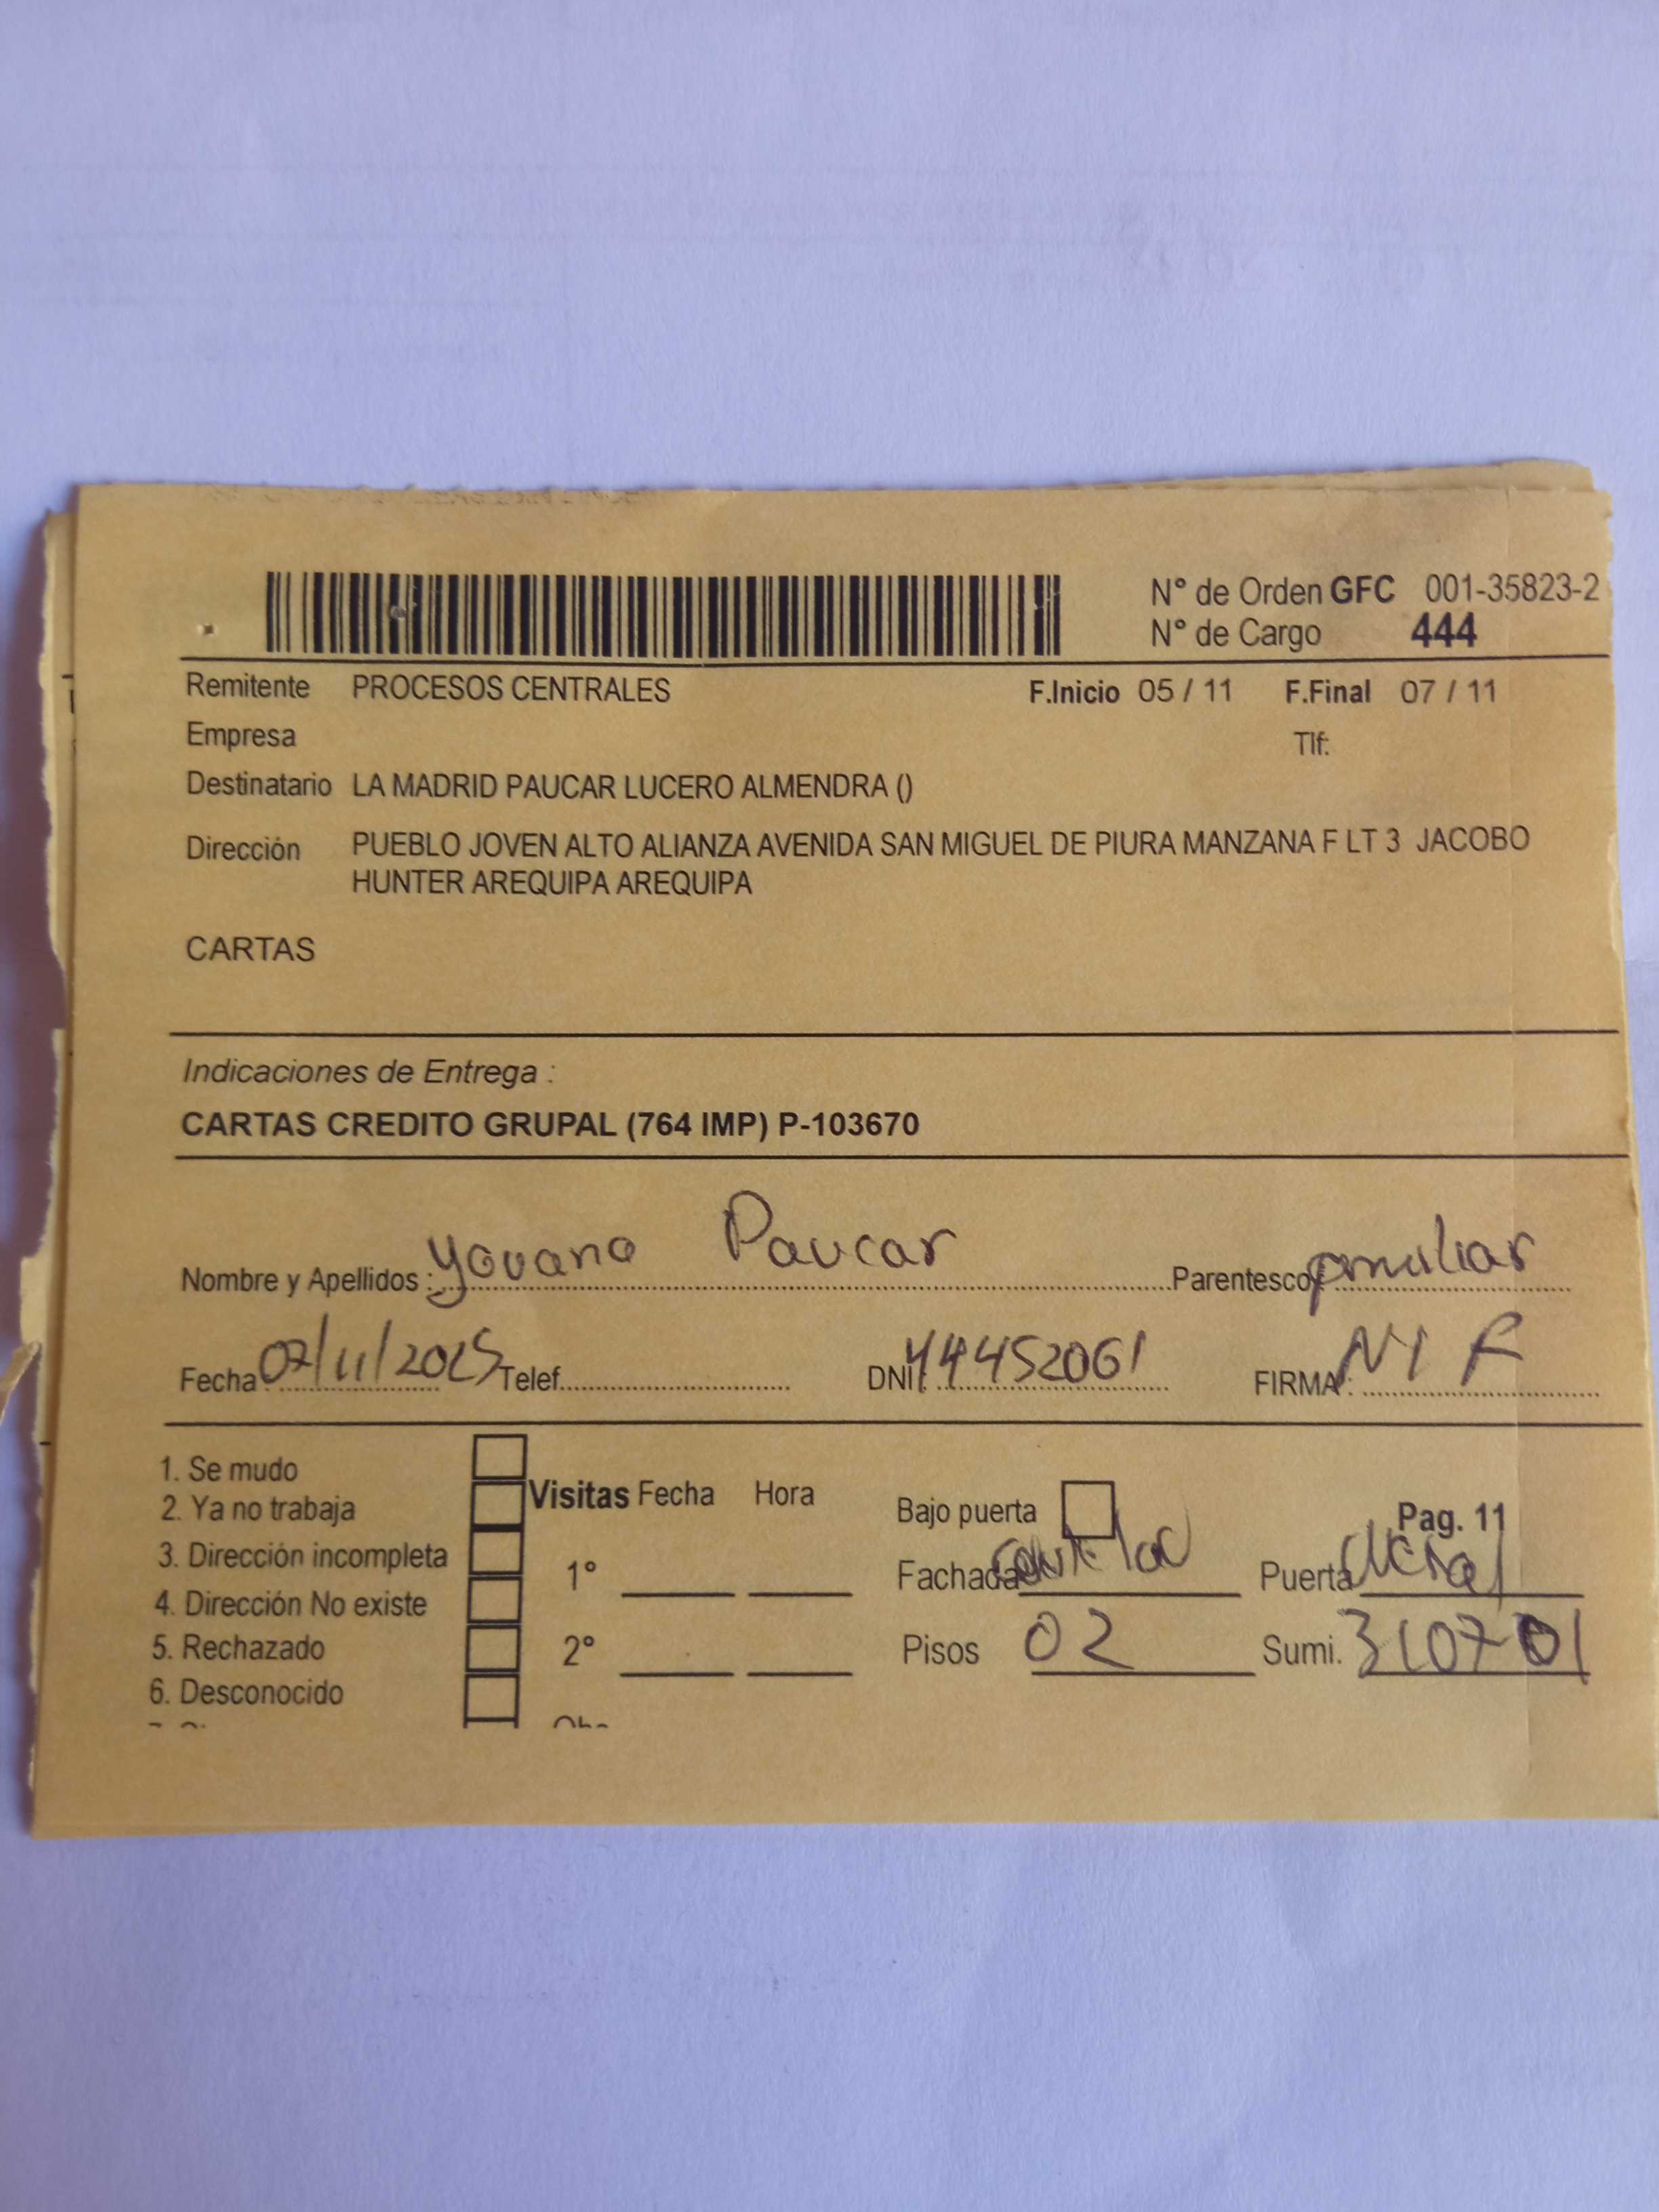 N° de Orden GFC 001-35823-2
N° de Cargo 444
Remitente PROCESOS CENTRALES F.Inicio 05 / 11 F.Final 07 / 11
Empresa Tlf:
Destinatario LA MADRID PAUCAR LUCERO ALMENDRA ()
Dirección PUEBLO JOVEN ALTO ALIANZA AVENIDA SAN MIGUEL DE PIURA MANZANA F LT 3 JACOBO
HUNTER AREQUIPA AREQUIPA
CARTAS
Indicaciones de Entrega :
CARTAS CREDITO GRUPAL (764 IMP) P-103670
Nombre y Apellidos : Yovana Paucar Parentesco familiar
Fecha 07/11/2025 Telef. DNI: 44452061 FIRMA: N F
1. Se mudo
2. Ya no trabaja Visitas Fecha Hora Bajo puerta Pag. 11
3. Dirección incompleta 1° Fachada Puerta Metal
4. Dirección No existe
5. Rechazado 2° Pisos 02 Sumi. 310701
6. Desconocido